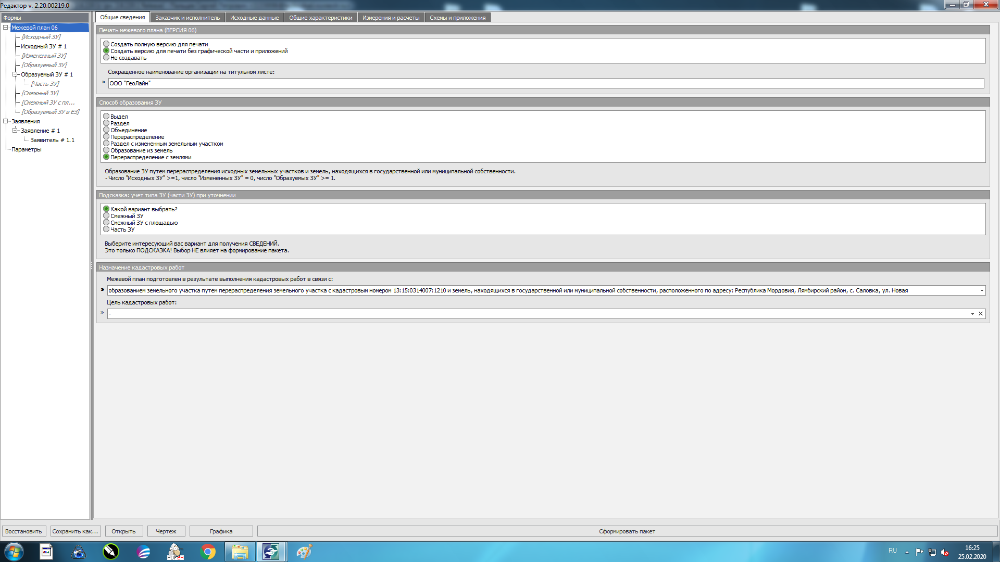 Редактор v. 2.20.00219.0
Формы
Межевой план 06
[Исходный ЗУ]
Исходный ЗУ # 1
[Измененный ЗУ]
[Образуемый ЗУ]
Образуемый ЗУ # 1
[Часть ЗУ]
[Смежный ЗУ]
[Смежный ЗУ с пл...
[Образуемый ЗУ в ЕЗ]
Заявления
Заявление # 1
Заявитель # 1.1
Параметры
Общие сведения
Заказчик и исполнитель
Исходные данные
Общие характеристики
Измерения и расчеты
Схемы и приложения
Печать межевого плана (ВЕРСИЯ 06)
Создать полную версию для печати
Создать версию для печати без графической части и приложений
Не создавать
Сокращенное наименование организации на титульном листе:
» ООО "ГеоЛайн"
Способ образования ЗУ
Выдел
Раздел
Объединение
Перераспределение
Раздел с измененным земельным участком
Образование из земель
Перераспределение с землями
Образование ЗУ путем перераспределения исходных земельных участков и земель, находящихся в государственной или муниципальной собственности.
- Число "Исходных ЗУ" >=1, число "Измененных ЗУ" = 0, число "Образуемых ЗУ" >= 1.
Подсказка: учет типа ЗУ (части ЗУ) при уточнении
Какой вариант выбрать?
Смежный ЗУ
Смежный ЗУ с площадью
Часть ЗУ
Выберите интересующий вас вариант для получения СВЕДЕНИЙ.
Это только ПОДСКАЗКА! Выбор НЕ влияет на формирование пакета.
Назначение кадастровых работ
Межевой план подготовлен в результате выполнения кадастровых работ в связи с:
» образованием земельного участка путем перераспределения земельного участка с кадастровым номером 13:15:0314007:1210 и земель, находящихся в государственной или муниципальной собственности, расположенного по адресу: Республика Мордовия, Лямбирский район, с. Саловка, ул. Новая
Цель кадастровых работ:
» -
Восстановить
Сохранить как...
Открыть
Чертеж
Графика
Сформировать пакет
PDF24
RU
16:25
25.02.2020